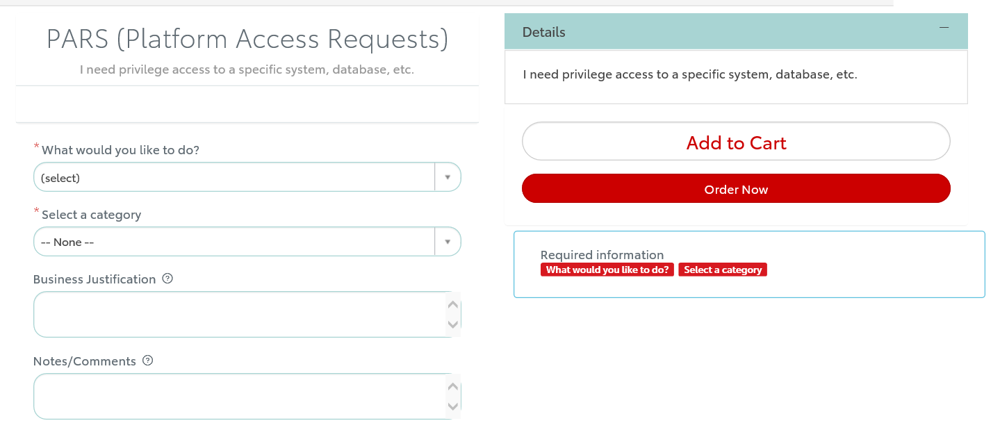 PARS (Platform Access Requests)
I need privilege access to a specific system, database, etc.
* What would you like to do?
(select)
* Select a category
-- None --
Business Justification ?
Notes/Comments ?
Details
I need privilege access to a specific system, database, etc.
Add to Cart
Order Now
Required information
What would you like to do? Select a category